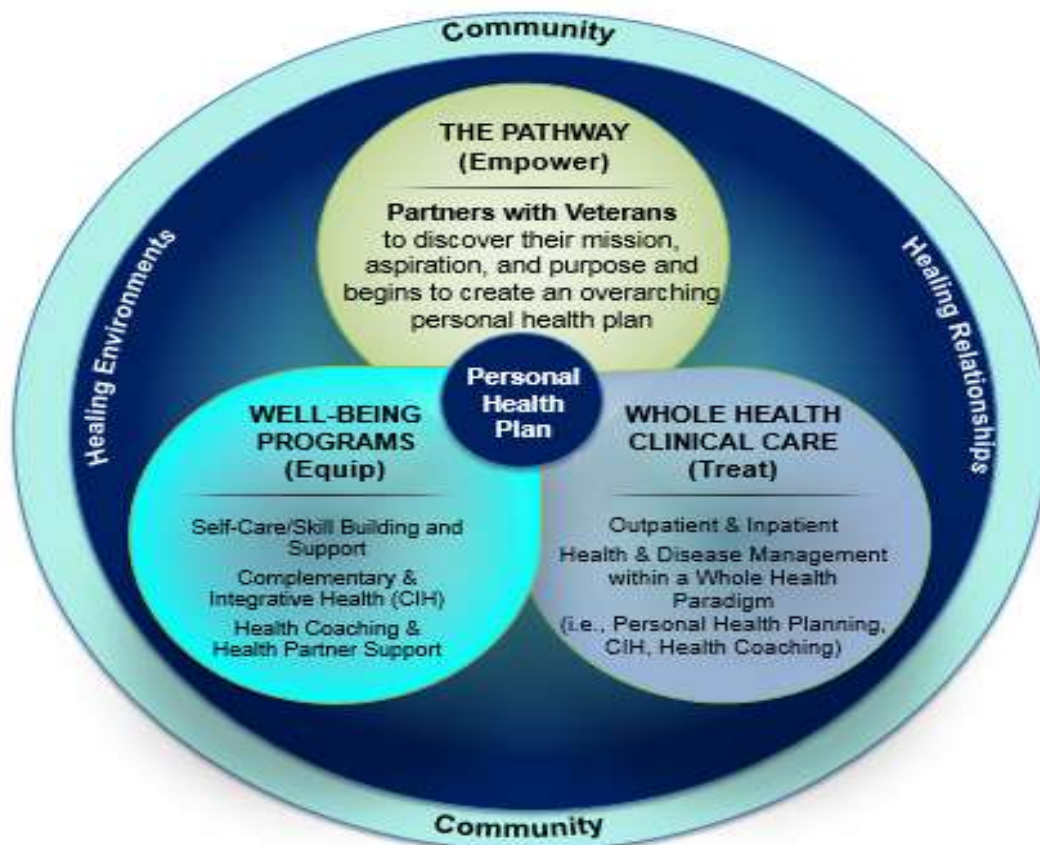 Community
THE PATHWAY
(Empower)
Partners with Veterans
to discover their mission,
aspiration, and purpose and
begins to create an overarching
personal health plan
Healing Environments
Healing Relationships
Personal
Health
Plan
WELL-BEING
PROGRAMS
(Equip)
Self-Care/Skill Building and
Support
Complementary &
Integrative Health (CIH)
Health Coaching &
Health Partner Support
WHOLE HEALTH
CLINICAL CARE
(Treat)
Outpatient & Inpatient
Health & Disease Management
within a Whole Health
Paradigm
(i.e., Personal Health Planning,
CIH, Health Coaching)
Community